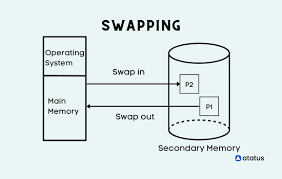 SWAPPING
Operating
System
Swap in
P2
Main
Memory
P1
Swap out
Secondary Memory
atatus